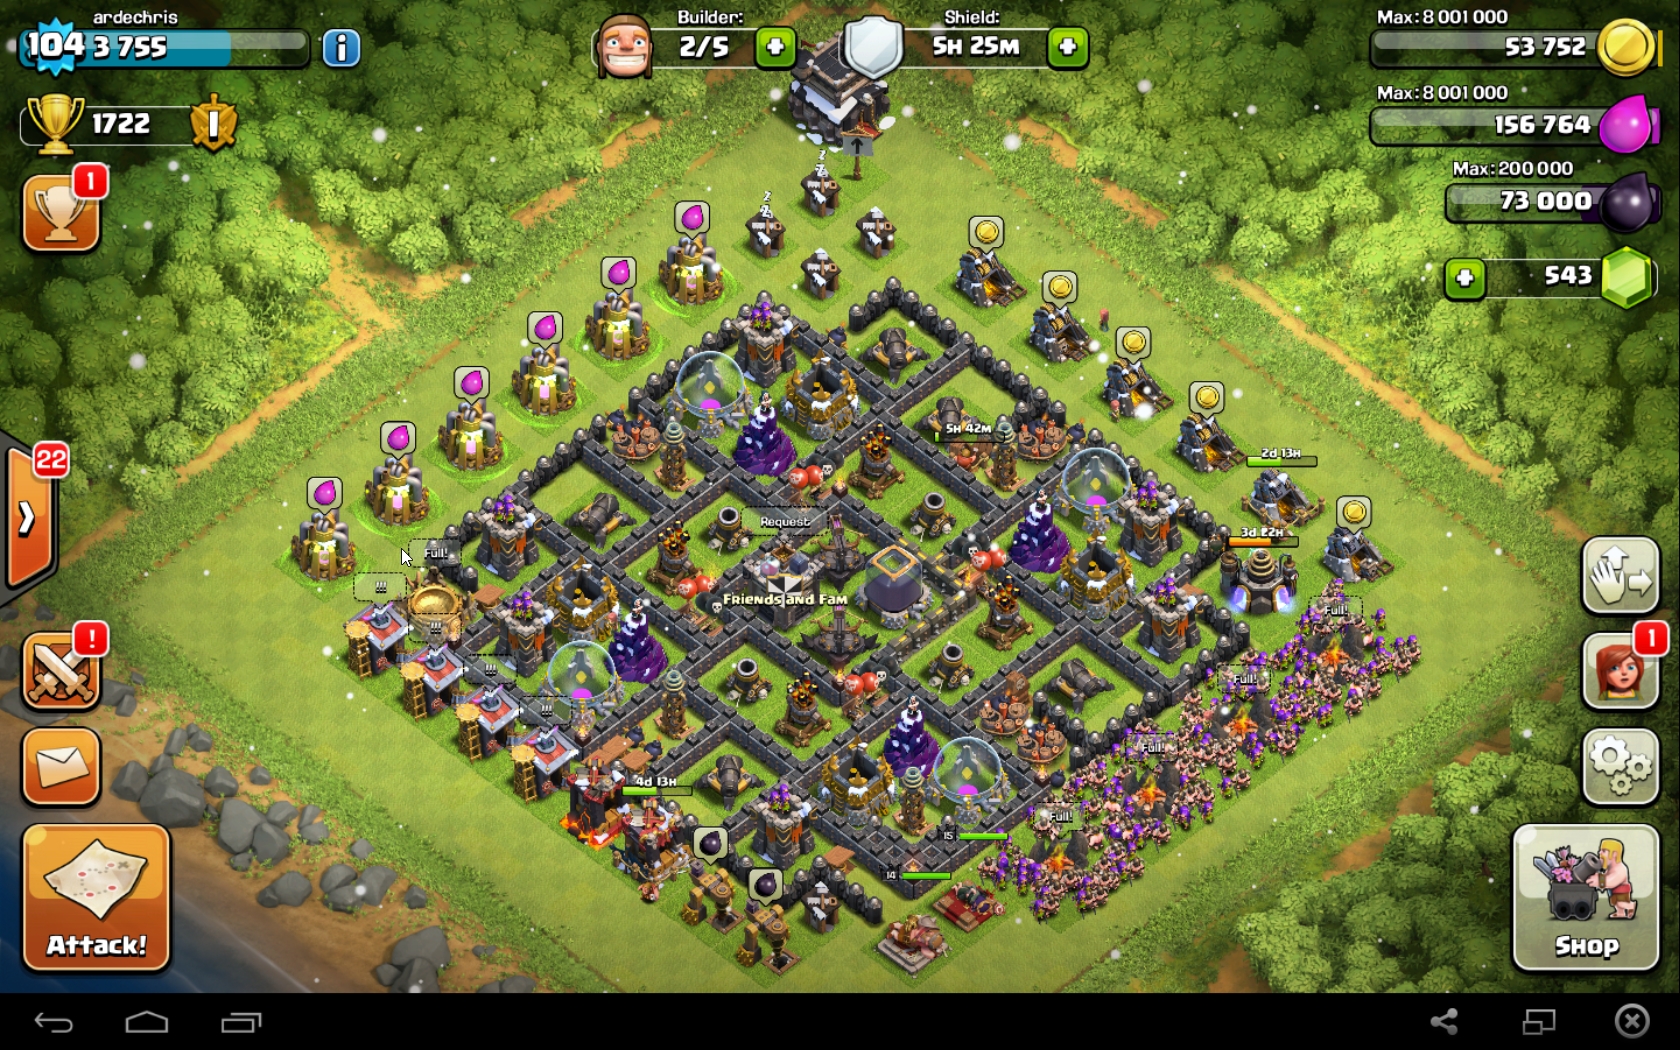 ardechris
104 3 755
i
Builder:
2/5
Shield:
5h 25m
Max: 8 001 000
53 752
Max: 8 001 000
156 764
Max: 200 000
73 000
543
1722
1
22
!
Attack!
1
Shop
z
z
z
z
5h 42m
2d 13h
3d 22h
Request
Friends and Fam
Full!
Full!
Full!
Full!
Full!
4d 13h
15
14